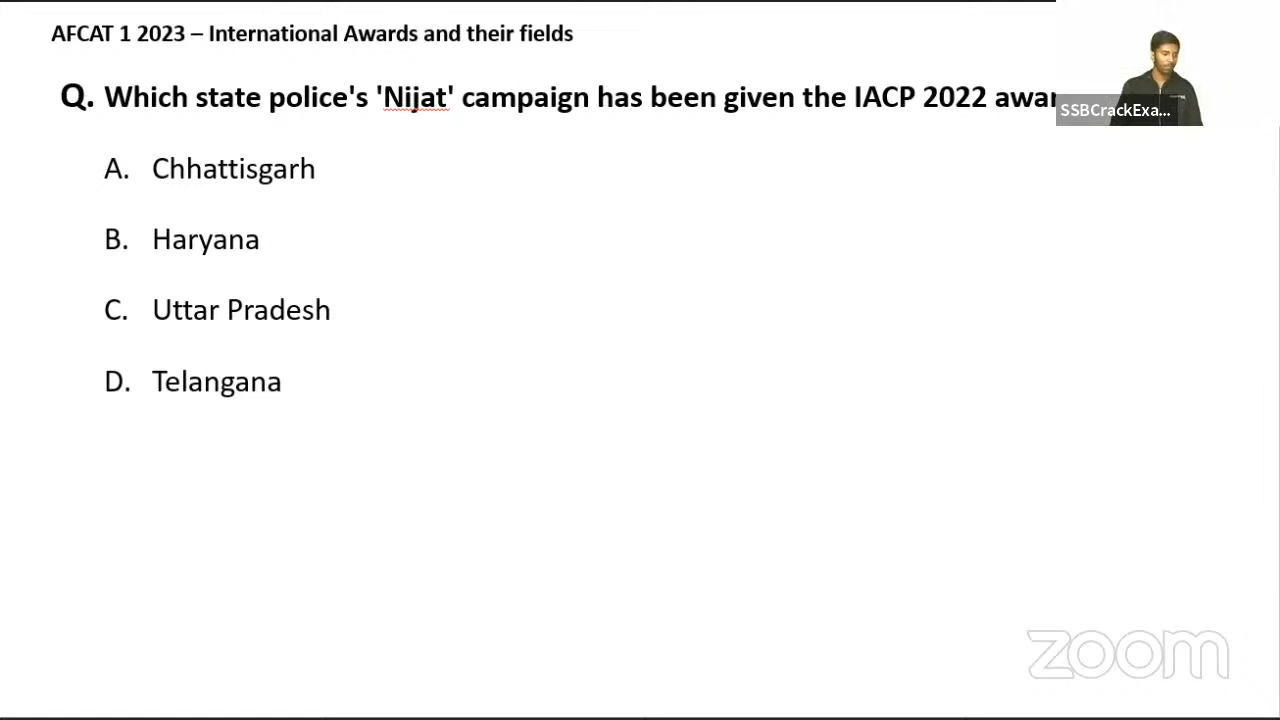 AFCAT 1 2023 – International Awards and their fields
Q. Which state police's 'Nijat' campaign has been given the IACP 2022
SSBCrackExa...
A. Chhattisgarh
B. Haryana
C. Uttar Pradesh
D. Telangana
zoom